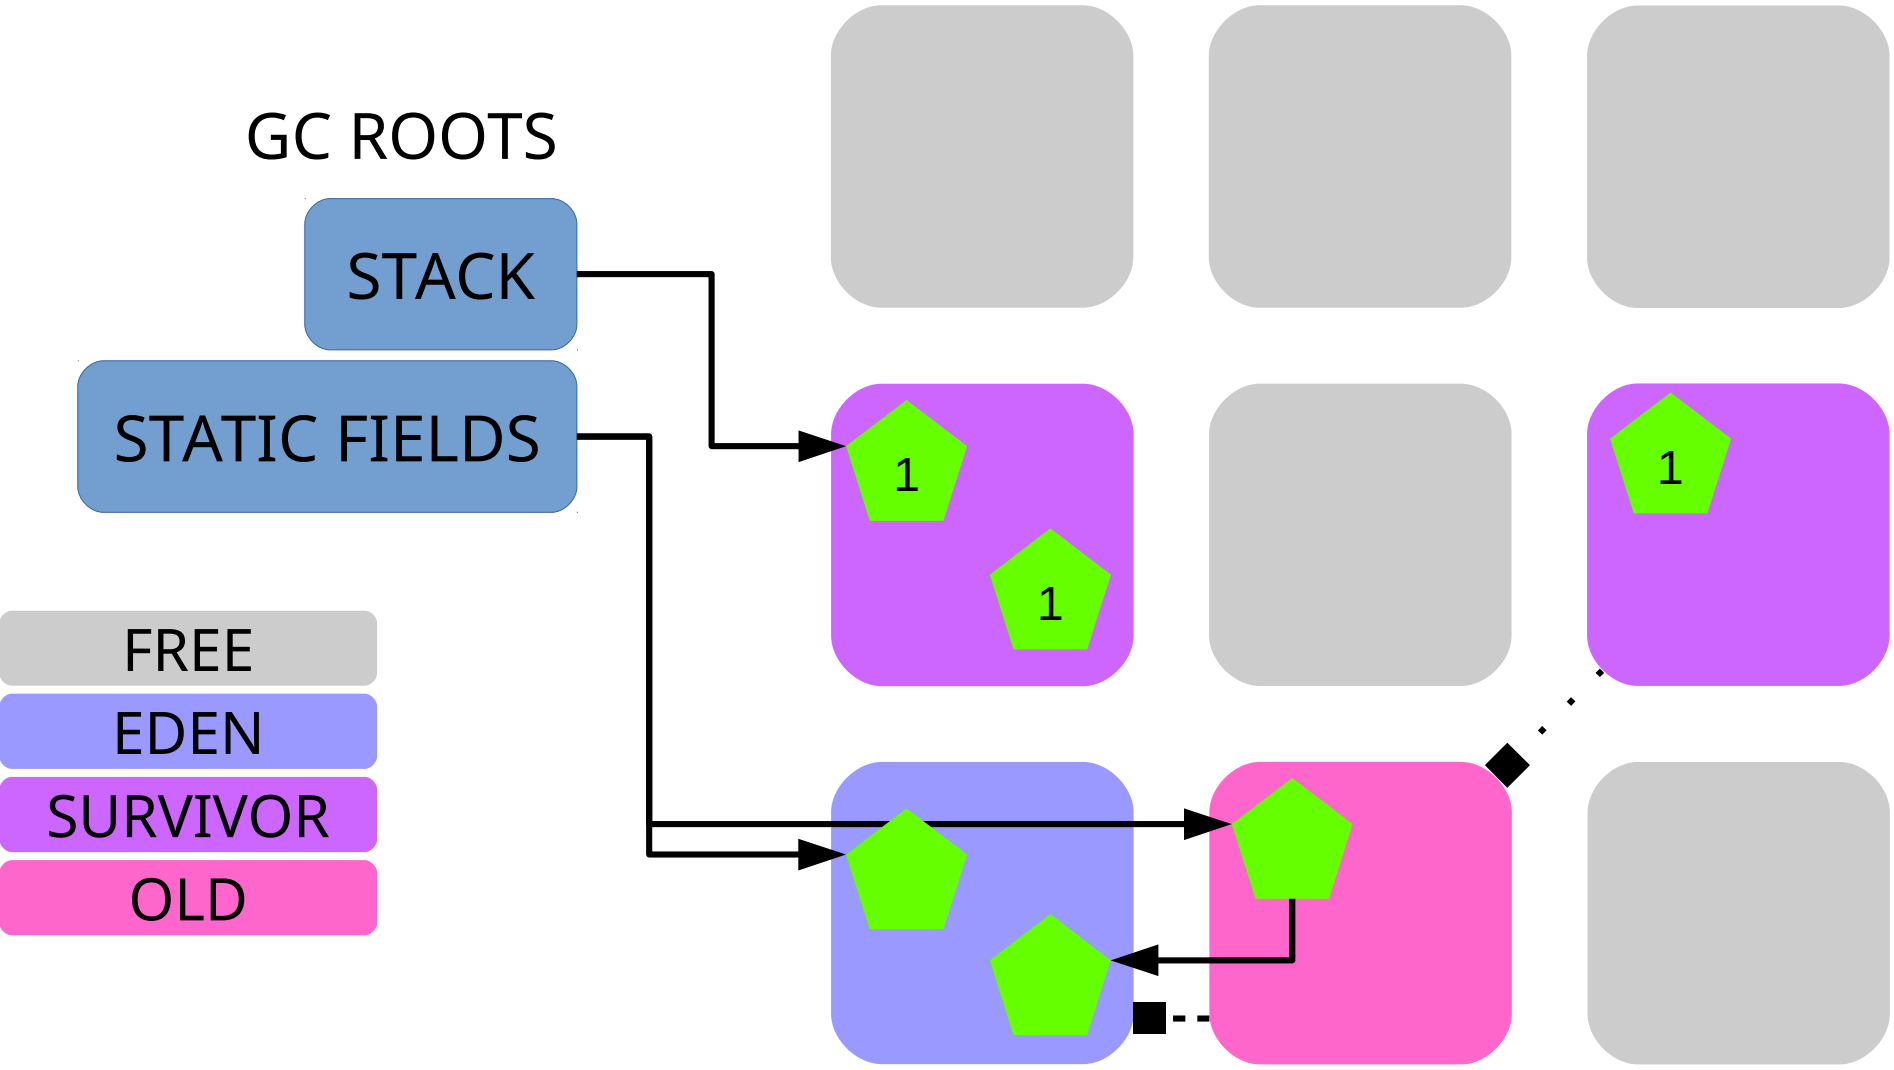 GC ROOTS
STACK
STATIC FIELDS
1
1
1
FREE
EDEN
SURVIVOR
OLD